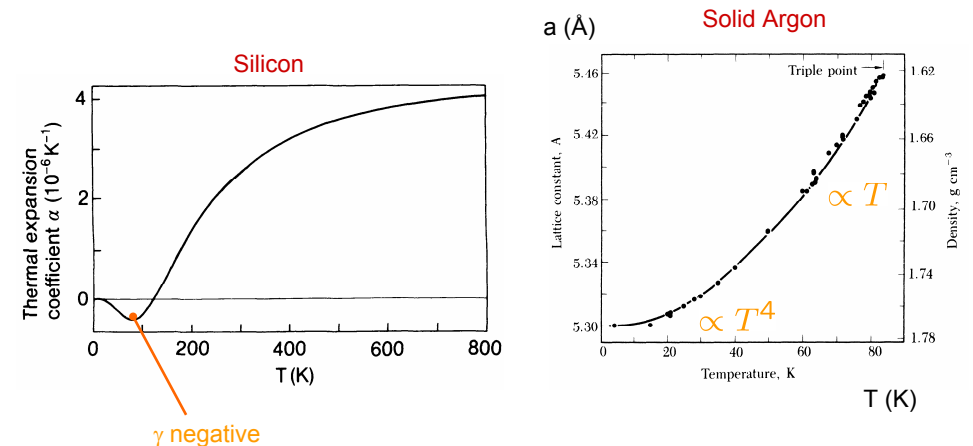 Silicon
Thermal expansion
coefficient α (10⁻⁶ K⁻¹)
4
2
0
0
200
400
600
800
T (K)
γ negative
Solid Argon
a (Å)
Triple point
5.46
5.42
5.38
5.34
5.30
Lattice constant, A
∝ T
∝ T⁴
1.62
1.66
1.70
1.74
1.78
Density, g cm⁻³
0
20
40
60
80
Temperature, K
T (K)